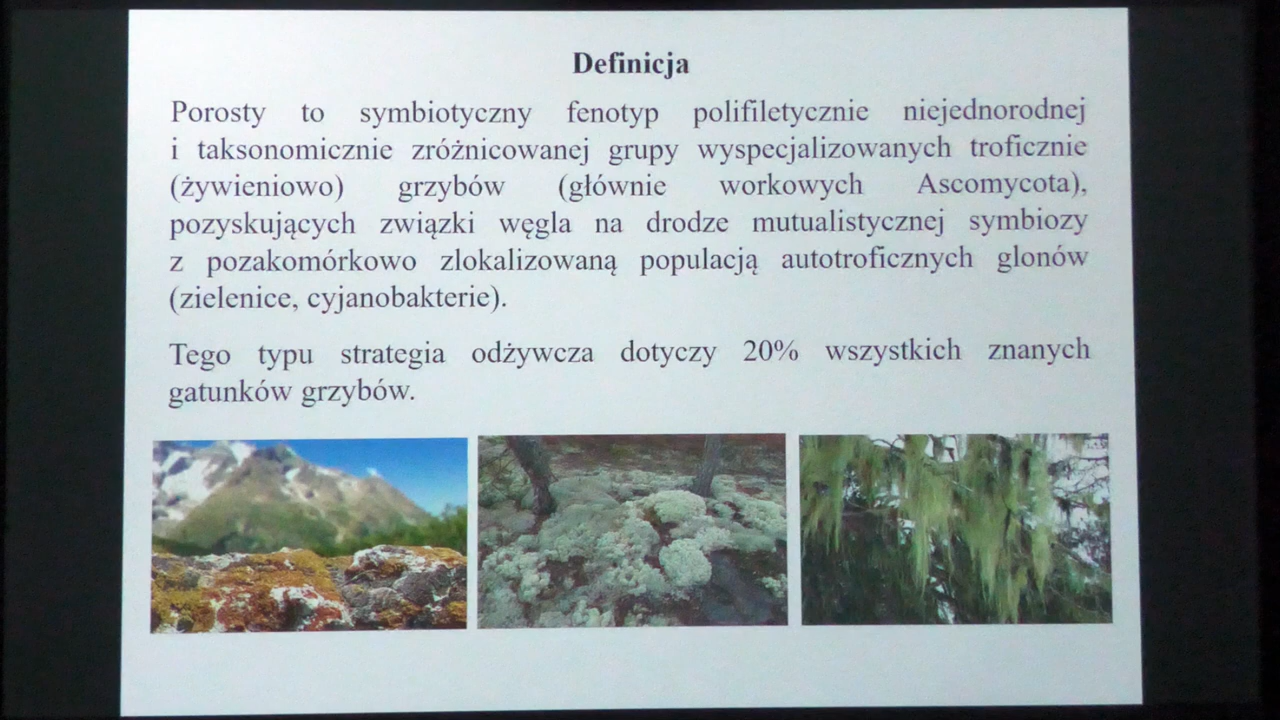 Definicja
Porosty to symbiotyczny fenotyp polifiletycznie niejednorodnej
i taksonomicznie zróżnicowanej grupy wyspecjalizowanych troficznie
(żywieniowo) grzybów (głównie workowych Ascomycota),
pozyskujących związki węgla na drodze mutualistycznej symbiozy
z pozakomórkowo zlokalizowaną populacją autotroficznych glonów
(zielenice, cyjanobakterie).
Tego typu strategia odżywcza dotyczy 20% wszystkich znanych
gatunków grzybów.